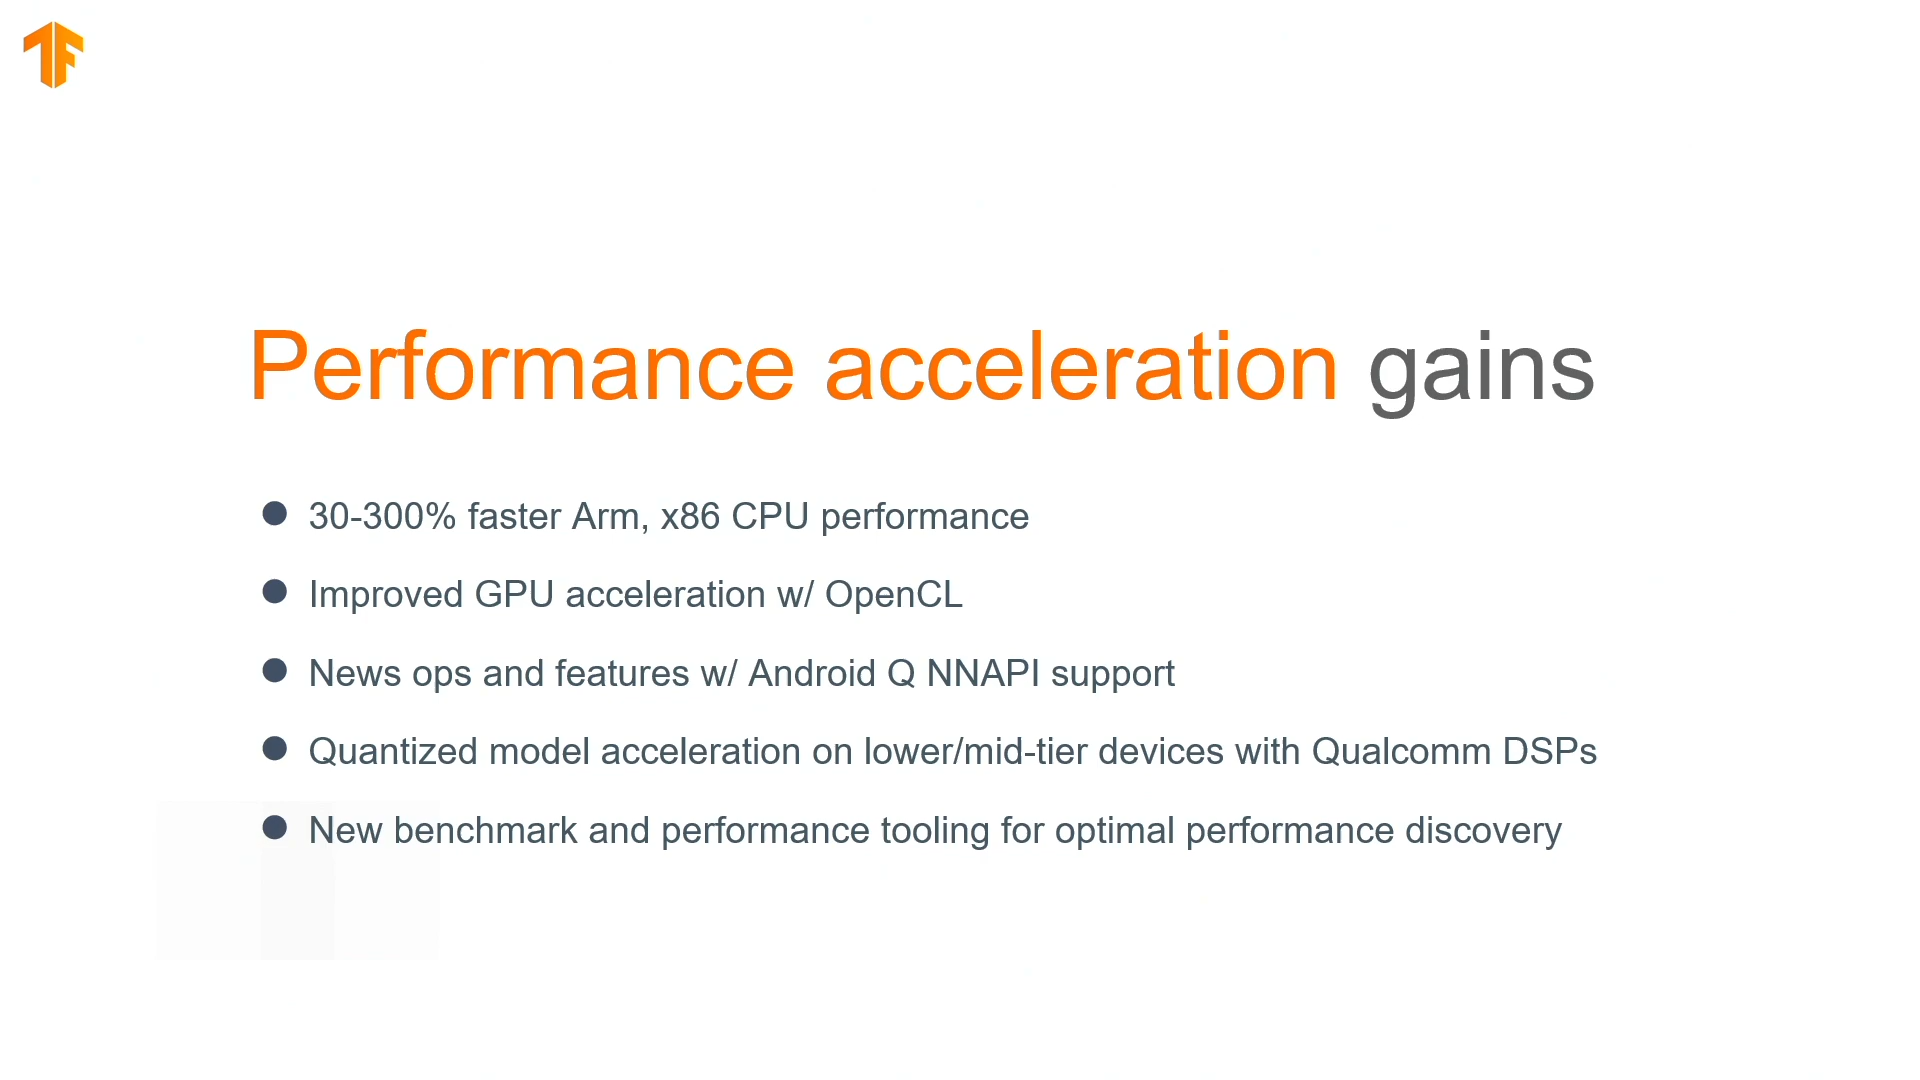 Performance acceleration gains
● 30-300% faster Arm, x86 CPU performance
● Improved GPU acceleration w/ OpenCL
● News ops and features w/ Android Q NNAPI support
● Quantized model acceleration on lower/mid-tier devices with Qualcomm DSPs
● New benchmark and performance tooling for optimal performance discovery